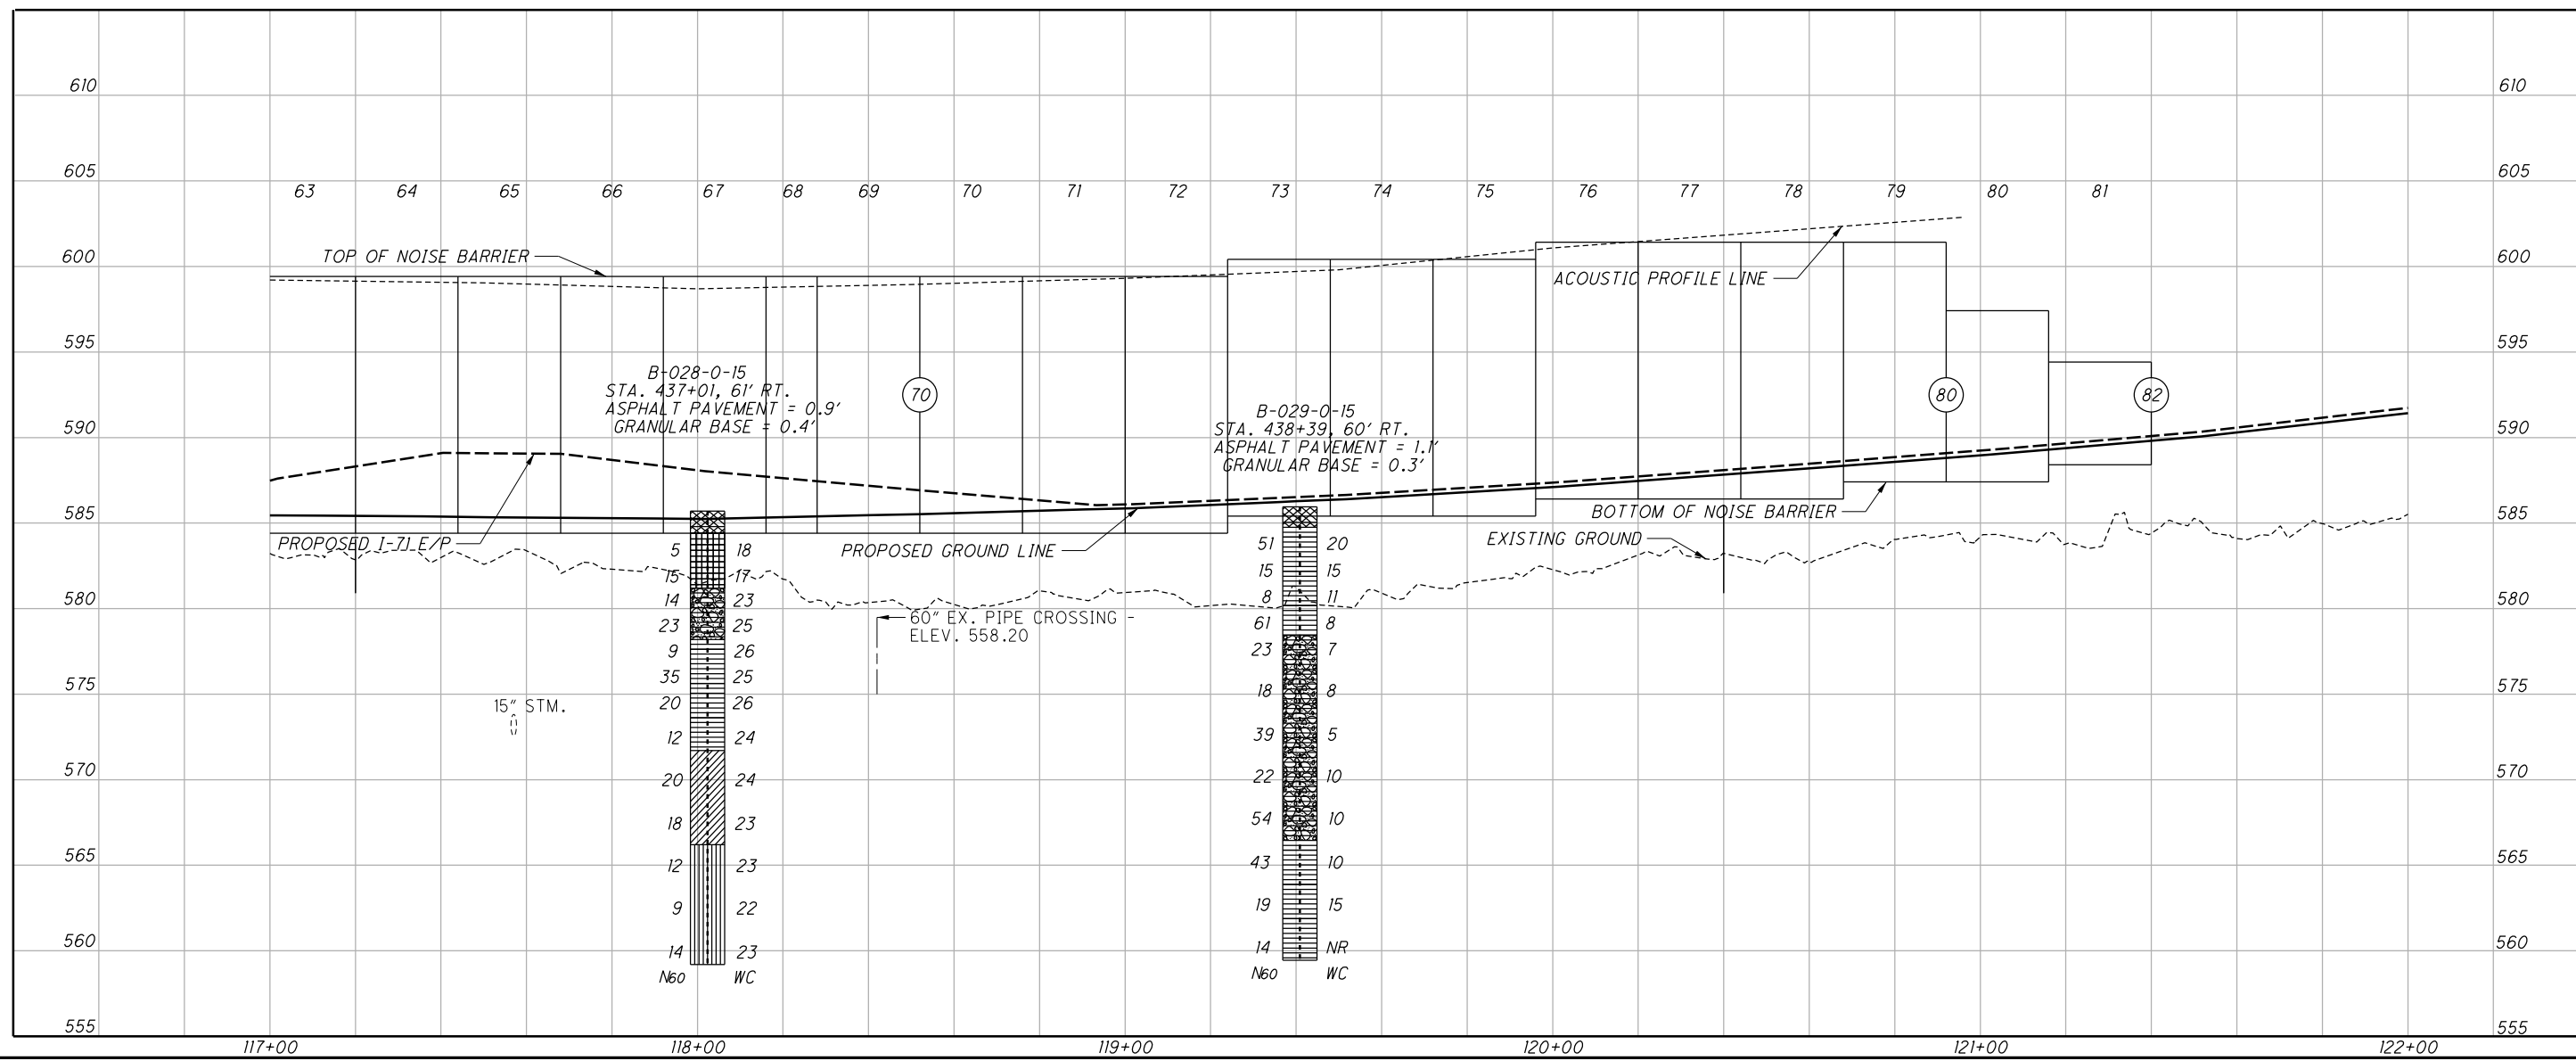 610 610
605 605
63 64 65 66 67 68 69 70 71 72 73 74 75 76 77 78 79 80 81
TOP OF NOISE BARRIER
600 600
ACOUSTIC PROFILE LINE
595 595
B-028-0-15
STA. 437+01, 61' RT.
ASPHALT PAVEMENT = 0.9'
GRANULAR BASE = 0.4'
70
80
82
B-029-0-15
STA. 438+39, 60' RT.
ASPHALT PAVEMENT = 1.1'
GRANULAR BASE = 0.3'
590 590
585 585
BOTTOM OF NOISE BARRIER
PROPOSED I-71 E/P
PROPOSED GROUND LINE
EXISTING GROUND
580 580
60" EX. PIPE CROSSING -
ELEV. 558.20
575 575
15" STM.
570 570
565 565
560 560
555 555
5 18
15 17
14 23
23 25
9 26
35 25
20 26
12 24
20 24
18 23
12 23
9 22
14 23
N60 WC
51 20
15 15
8 11
61 8
23 7
18 8
39 5
22 10
54 10
43 10
19 15
14 NR
N60 WC
117+00 118+00 119+00 120+00 121+00 122+00